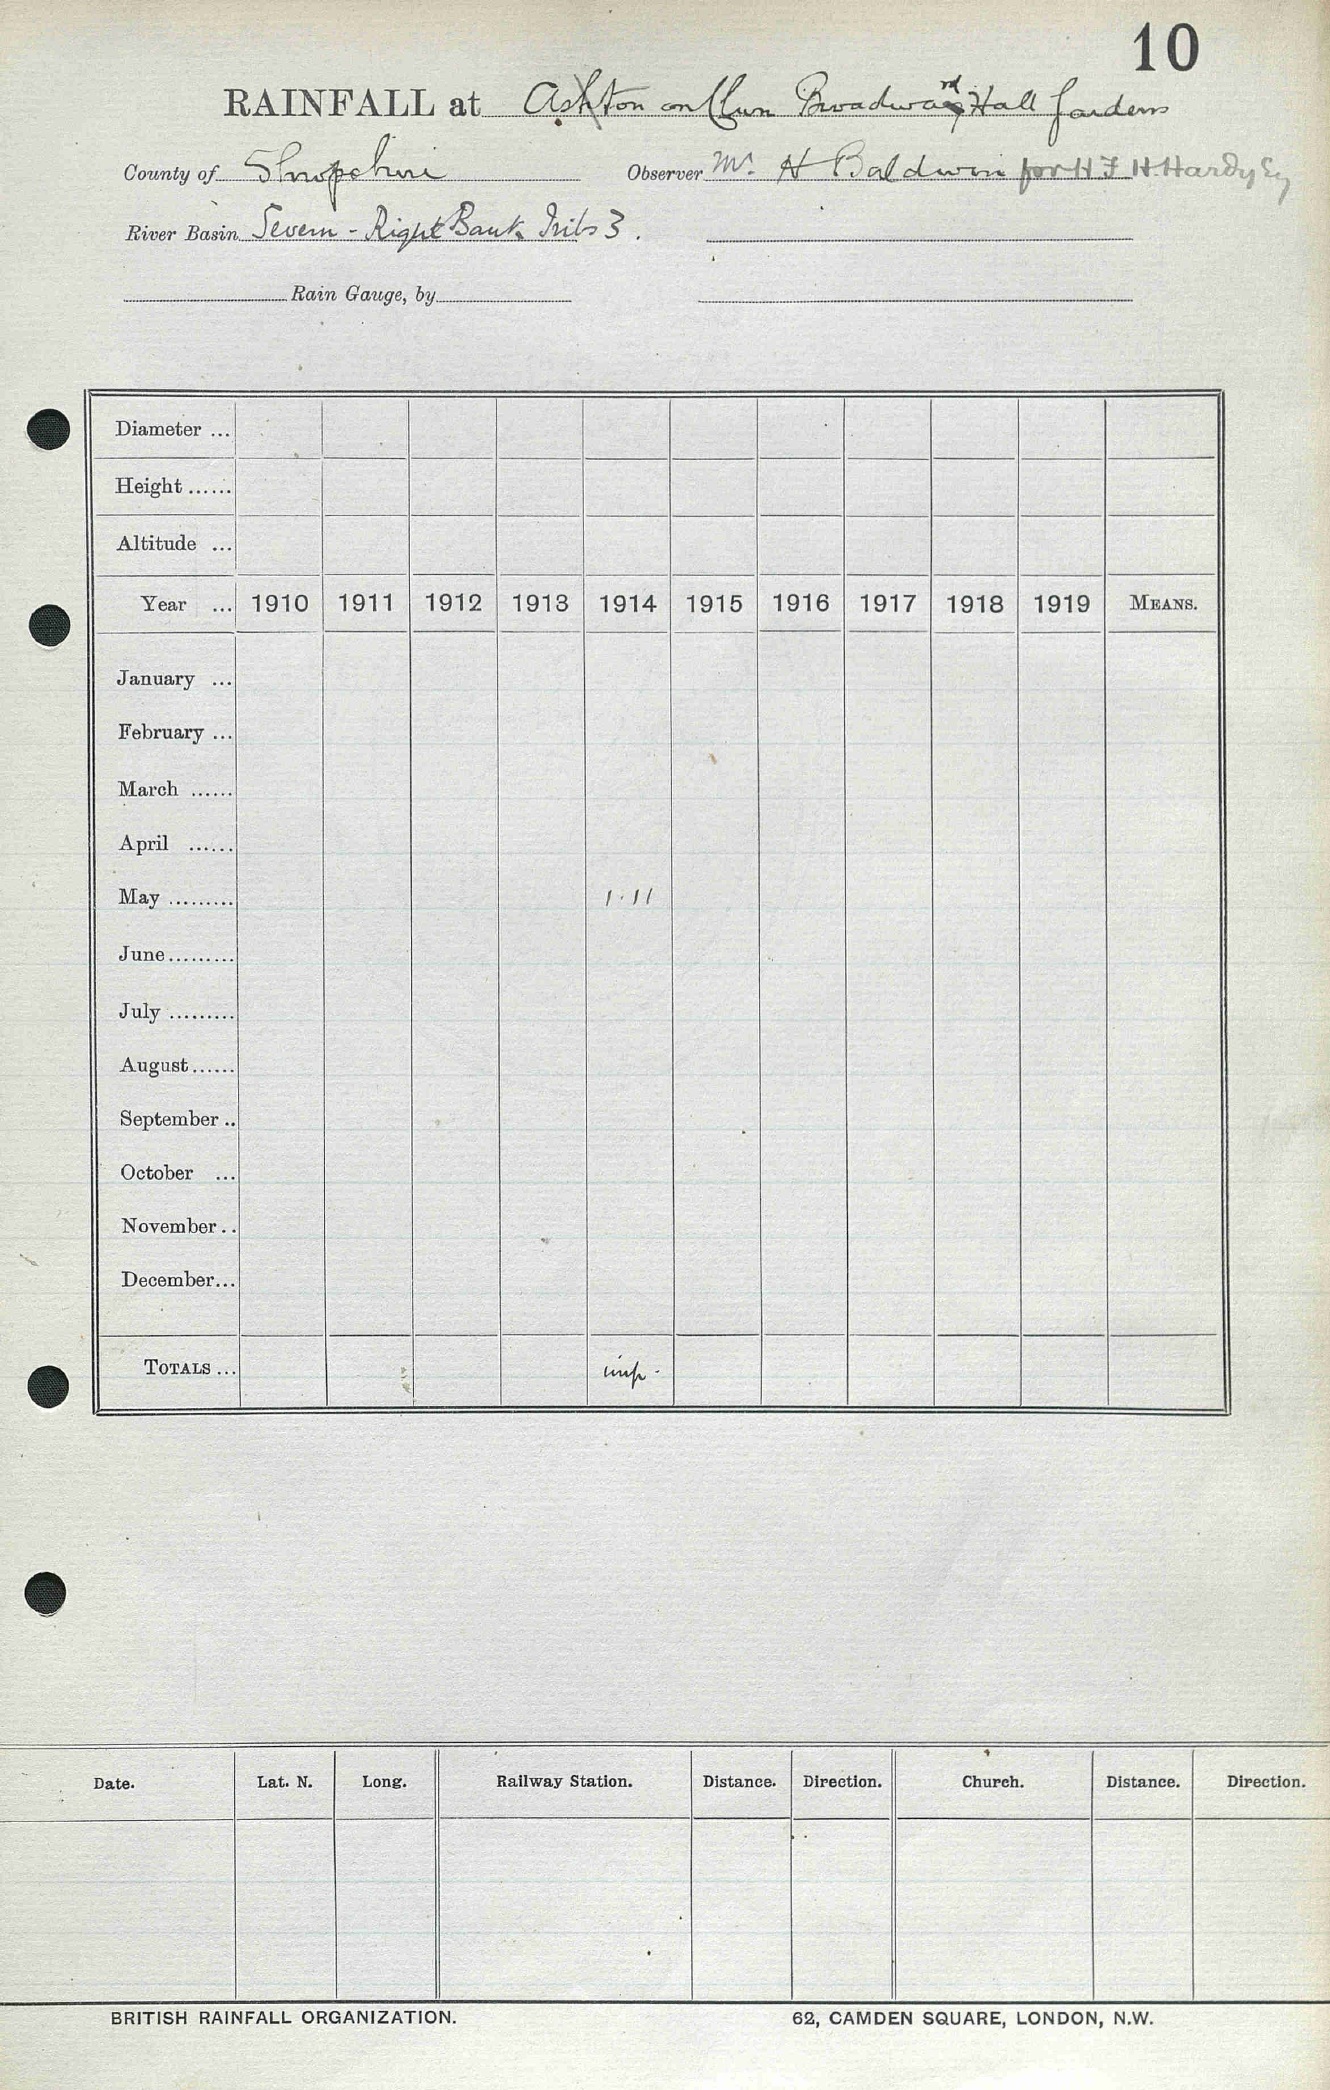 10
RAINFALL at Ashton on Clun Broadward Hall Gardens
County of Shropshire Observer Mr. H Baldwin for H F H Hardy Esq
River Basin Severn - Right Bank Tribs 3.
Rain Gauge, by
Diameter ...
Height ......
Altitude ...
Year ... 1910 1911 1912 1913 1914 1915 1916 1917 1918 1919 MEANS.
January ...
February ...
March ......
April ......
May ......... 1.11
June.........
July .........
August......
September ..
October ...
November..
December...
TOTALS ... imp.
Date. Lat. N. Long. Railway Station. Distance. Direction. Church. Distance. Direction.
BRITISH RAINFALL ORGANIZATION. 62, CAMDEN SQUARE, LONDON, N.W.